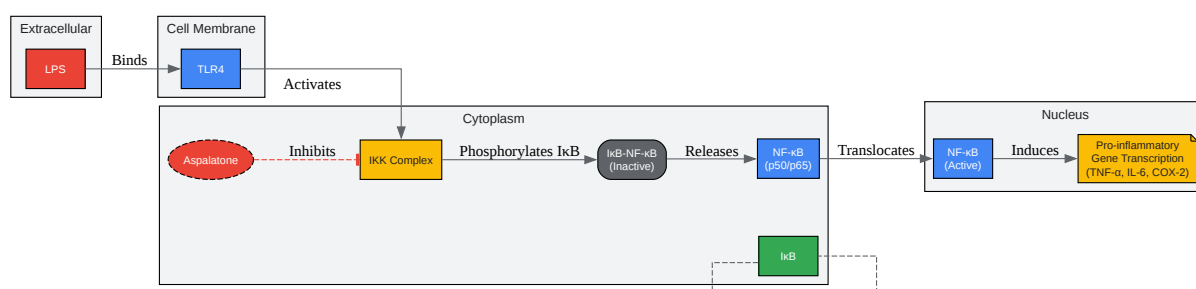 Extracellular
LPS
Binds
Cell Membrane
TLR4
Activates
Cytoplasm
Aspalatone
Inhibits
IKK Complex
Phosphorylates IκB
IκB-NF-κB
(Inactive)
Releases
NF-κB
(p50/p65)
IκB
Translocates
Nucleus
NF-κB
(Active)
Induces
Pro-inflammatory
Gene Transcription
(TNF-α, IL-6, COX-2)